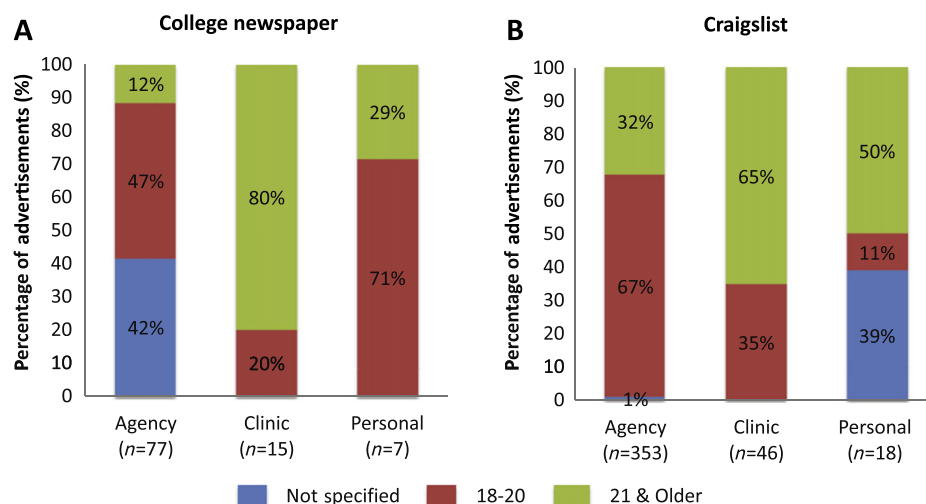 A
College newspaper
Percentage of advertisements (%)
100
90
80
70
60
50
40
30
20
10
0
12%
47%
42%
80%
20%
29%
71%
Agency
(n=77)
Clinic
(n=15)
Personal
(n=7)
B
Craigslist
Percentage of advertisements (%)
100
90
80
70
60
50
40
30
20
10
0
32%
67%
1%
65%
35%
50%
11%
39%
Agency
(n=353)
Clinic
(n=46)
Personal
(n=18)
Not specified
18-20
21 & Older